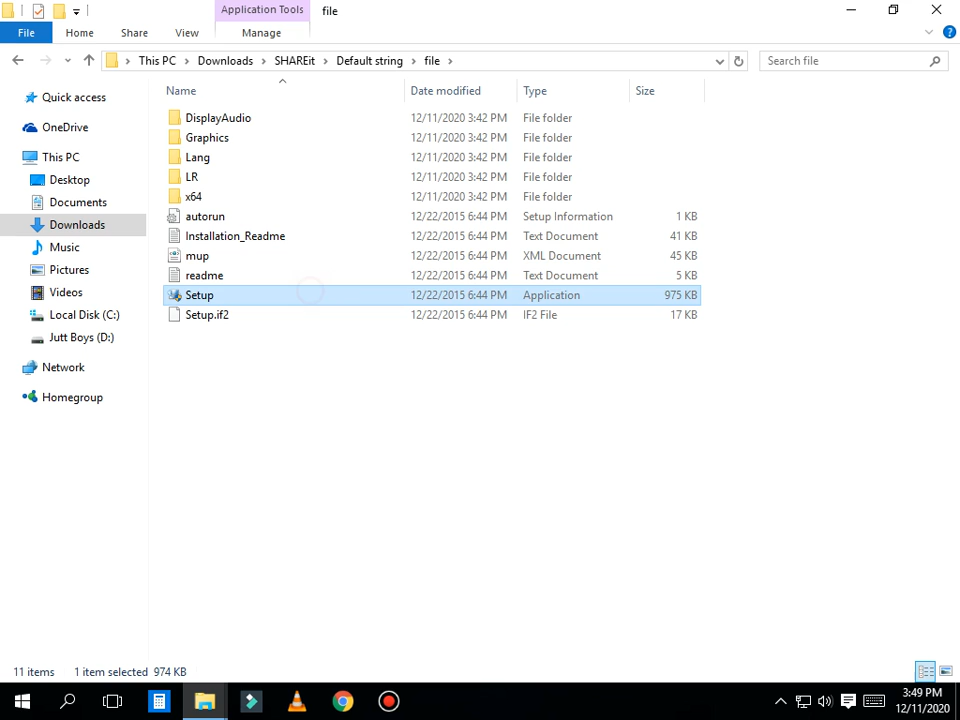 Application Tools file
File Home Share View Manage
This PC Downloads SHAREit Default string file Search file
Name Date modified Type Size
Quick access
OneDrive
This PC
Desktop
Documents
Downloads
Music
Pictures
Videos
Local Disk (C:)
Jutt Boys (D:)
Network
Homegroup
DisplayAudio 12/11/2020 3:42 PM File folder
Graphics 12/11/2020 3:42 PM File folder
Lang 12/11/2020 3:42 PM File folder
LR 12/11/2020 3:42 PM File folder
x64 12/11/2020 3:42 PM File folder
autorun 12/22/2015 6:44 PM Setup Information 1 KB
Installation_Readme 12/22/2015 6:44 PM Text Document 41 KB
mup 12/22/2015 6:44 PM XML Document 45 KB
readme 12/22/2015 6:44 PM Text Document 5 KB
Setup 12/22/2015 6:44 PM Application 975 KB
Setup.if2 12/22/2015 6:44 PM IF2 File 17 KB
11 items 1 item selected 974 KB
3:49 PM
12/11/2020